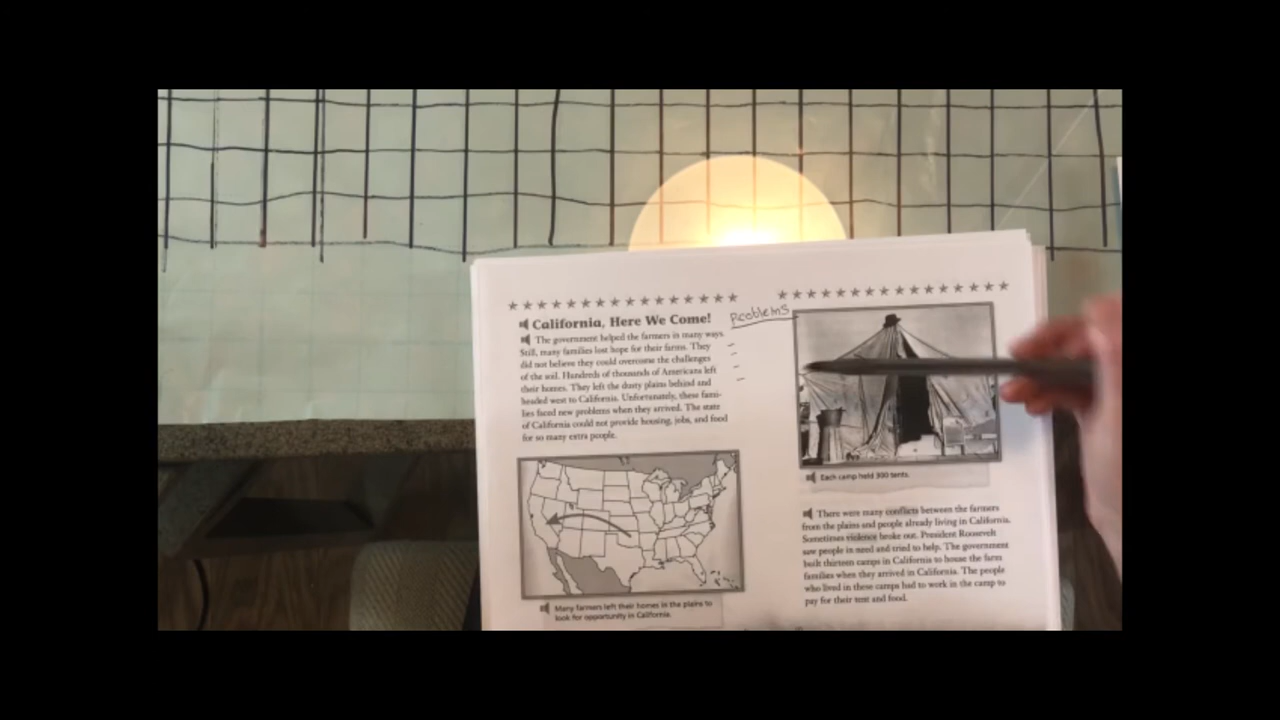 California, Here We Come!
The government helped the farmers in many ways.
Still, many families lost hope for their farms. They
did not believe they could overcome the challenges
of the soil. Hundreds of thousands of Americans left
their homes. They left the dusty plains behind and
headed west to California. Unfortunately, these fami-
lies faced new problems when they arrived. The state
of California could not provide housing, jobs, and food
for so many extra people.
Many farmers left their homes in the plains to
look for opportunity in California.
Problems
Each camp held 300 tents.
There were many conflicts between the farmers
from the plains and people already living in California.
Sometimes violence broke out. President Roosevelt
saw people in need and tried to help. The government
built thirteen camps in California to house the farm
families when they arrived in California. The people
who lived in these camps had to work in the camp to
pay for their tent and food.